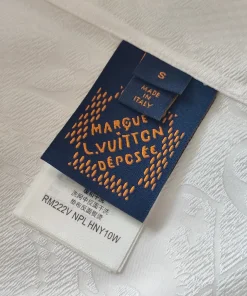 S
MADE
IN
ITALY
MARQUE
L.VUITTON
DÉPOSÉE
RM222V NPL HNY10W